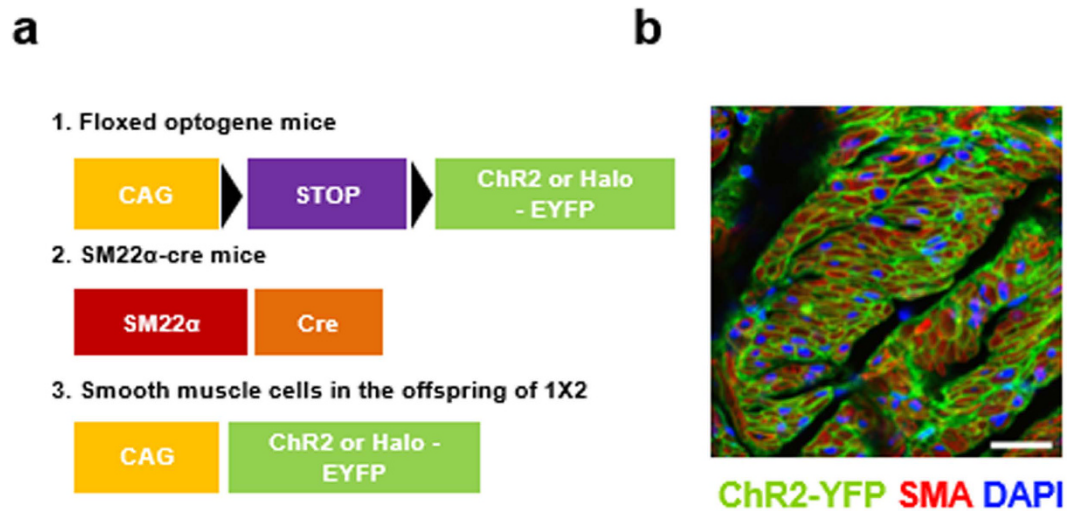 a
b
1. Floxed optogene mice
CAG
STOP
ChR2 or Halo
- EYFP
2. SM22α-cre mice
SM22α
Cre
3. Smooth muscle cells in the offspring of 1X2
CAG
ChR2 or Halo -
EYFP
ChR2-YFP SMA DAPI